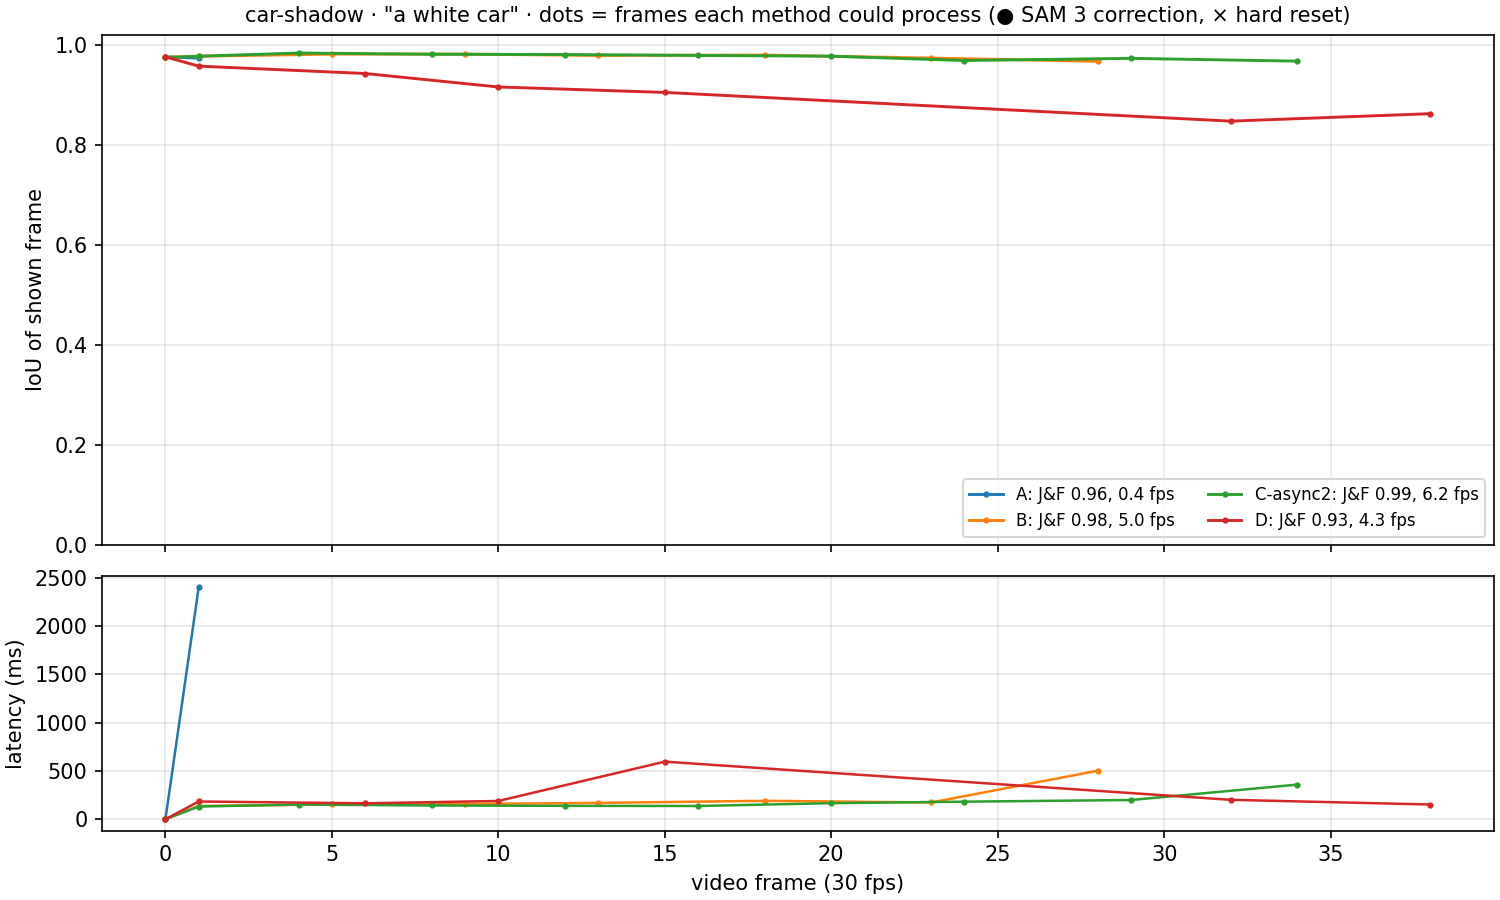 car-shadow · "a white car" · dots = frames each method could process (● SAM 3 correction, × hard reset)
1.0
0.8
0.6
0.4
0.2
0.0
IoU of shown frame
A: J&F 0.96, 0.4 fps
B: J&F 0.98, 5.0 fps
C-async2: J&F 0.99, 6.2 fps
D: J&F 0.93, 4.3 fps
2500
2000
1500
1000
500
0
latency (ms)
0 5 10 15 20 25 30 35
video frame (30 fps)